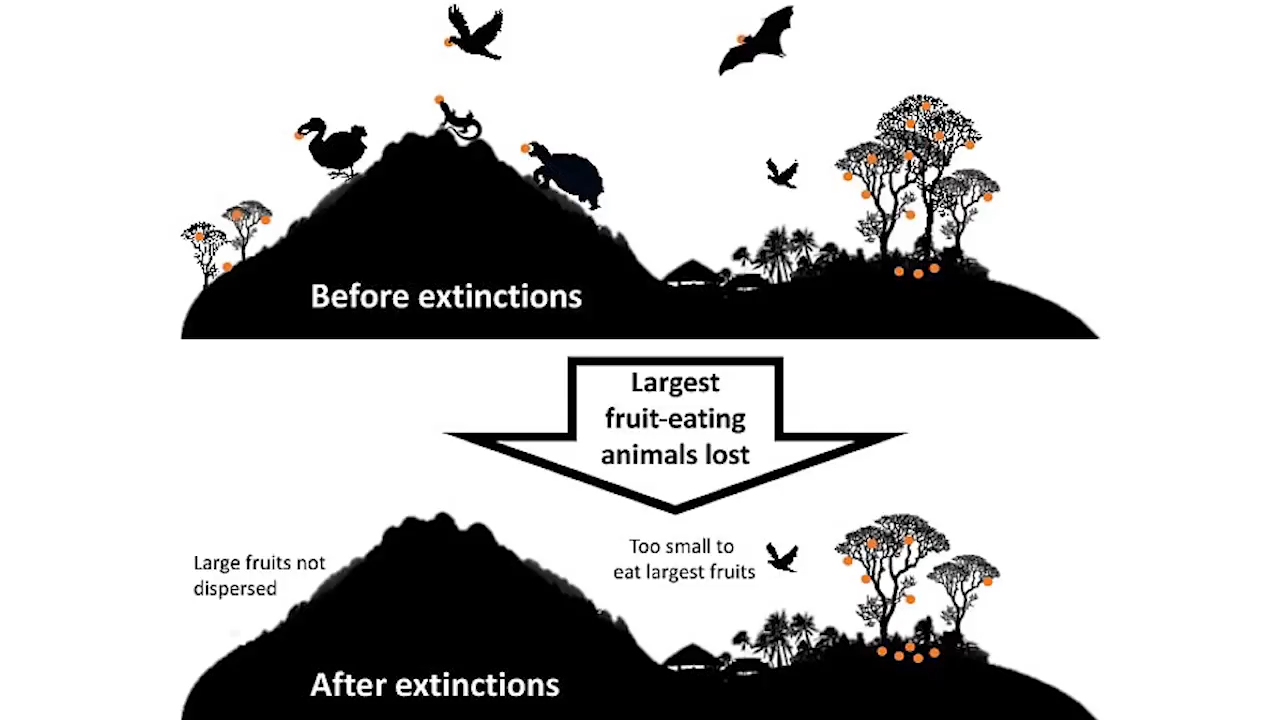 Before extinctions
Largest
fruit-eating
animals lost
Large fruits not
dispersed
Too small to
eat largest fruits
After extinctions